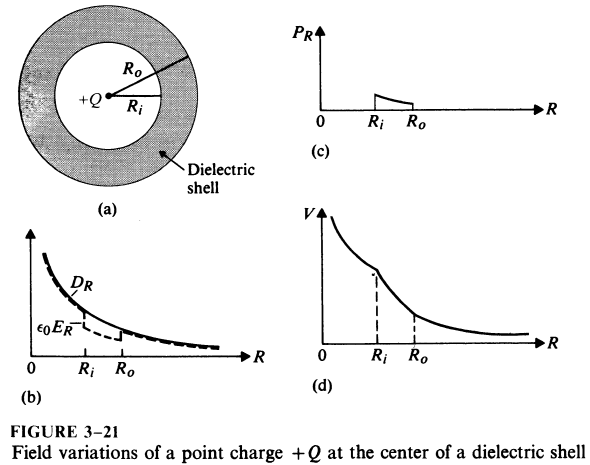 R_o
+Q
R_i
Dielectric
shell
(a)
P_R
0
R_i
R_o
R
(c)
D_R
ϵ_0E_R
0
R_i
R_o
R
(b)
V
0
R_i
R_o
R
(d)
FIGURE 3–21
Field variations of a point charge +Q at the center of a dielectric shell